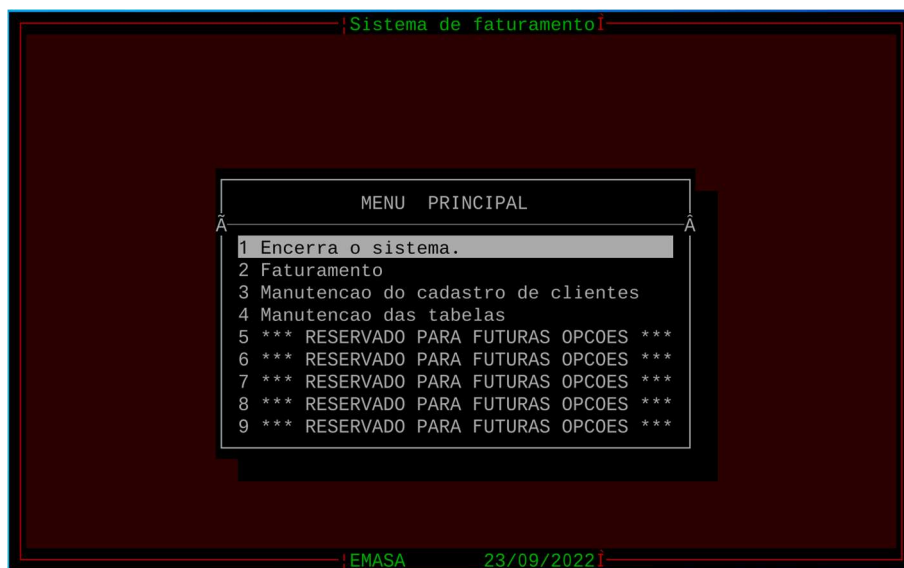 ¦Sistema de faturamentoÌ
MENU PRINCIPAL
Ã Â
1 Encerra o sistema.
2 Faturamento
3 Manutencao do cadastro de clientes
4 Manutencao das tabelas
5 *** RESERVADO PARA FUTURAS OPCOES ***
6 *** RESERVADO PARA FUTURAS OPCOES ***
7 *** RESERVADO PARA FUTURAS OPCOES ***
8 *** RESERVADO PARA FUTURAS OPCOES ***
9 *** RESERVADO PARA FUTURAS OPCOES ***
¦EMASA 23/09/2022Ì